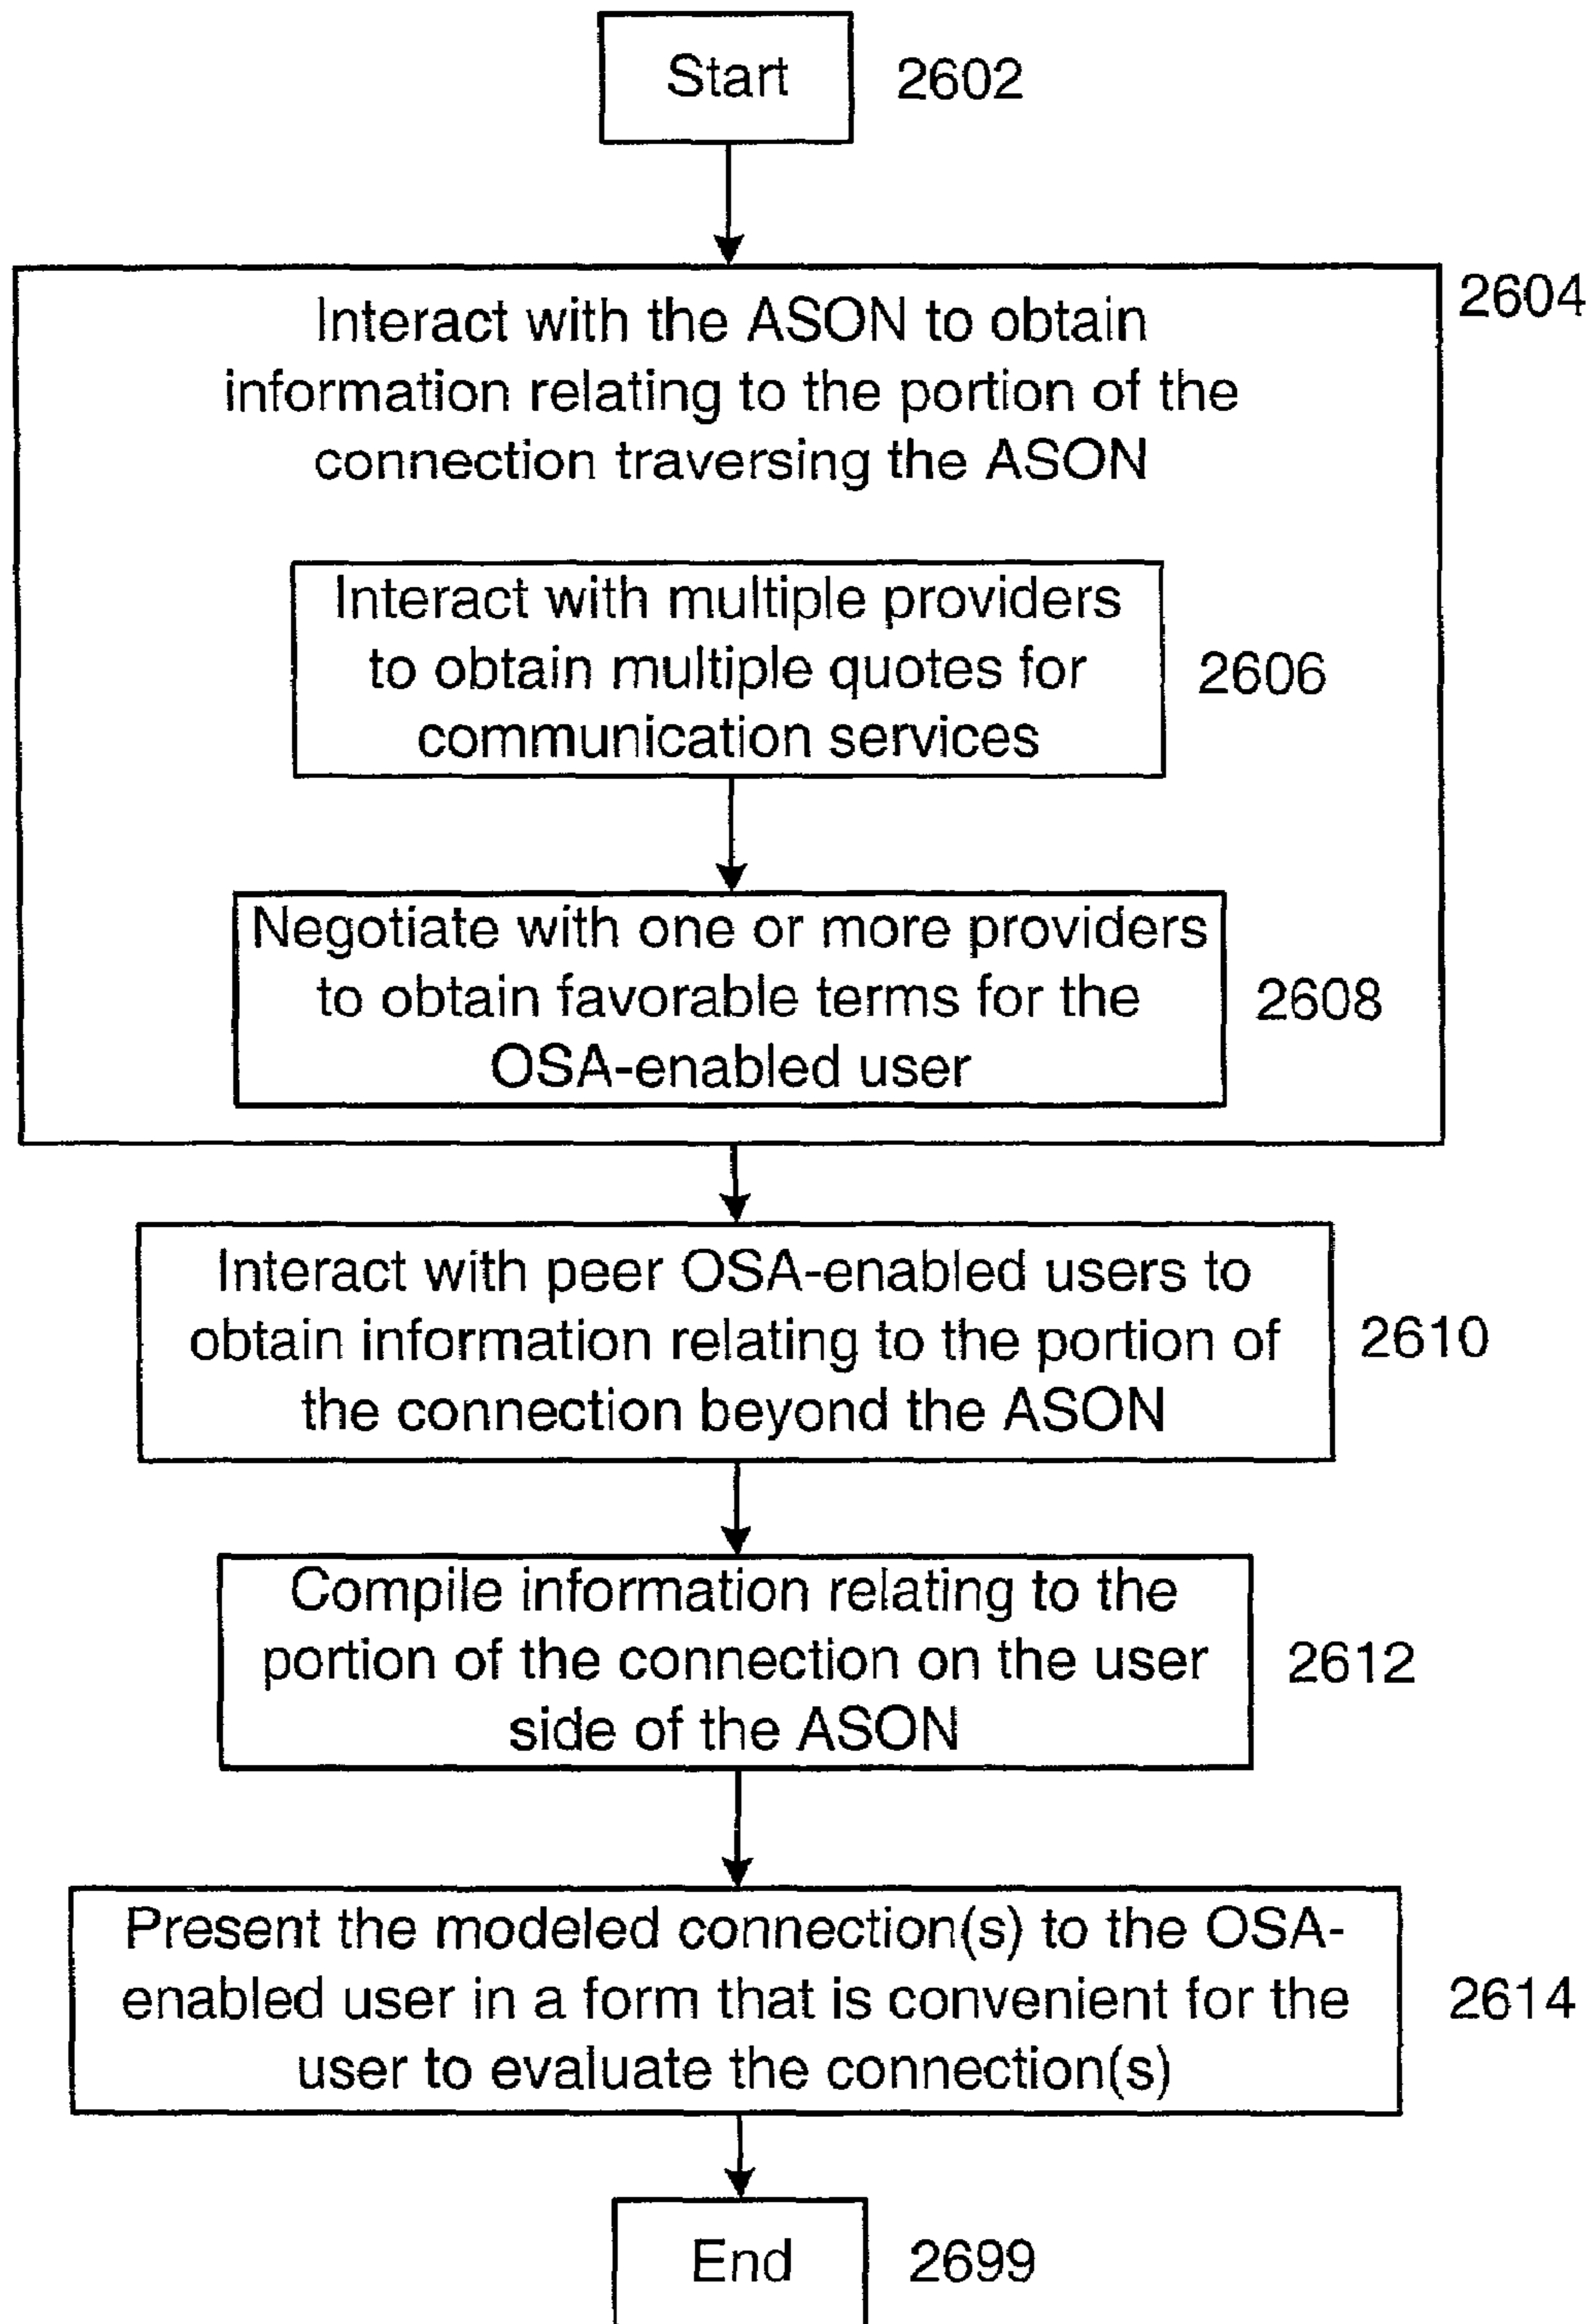 Start 2602
2604
Interact with the ASON to obtain
information relating to the portion of the
connection traversing the ASON
Interact with multiple providers
to obtain multiple quotes for
communication services
2606
Negotiate with one or more providers
to obtain favorable terms for the
OSA-enabled user
2608
Interact with peer OSA-enabled users to
obtain information relating to the portion of
the connection beyond the ASON
2610
Compile information relating to the
portion of the connection on the user
side of the ASON
2612
Present the modeled connection(s) to the OSA-
enabled user in a form that is convenient for the
user to evaluate the connection(s)
2614
End 2699